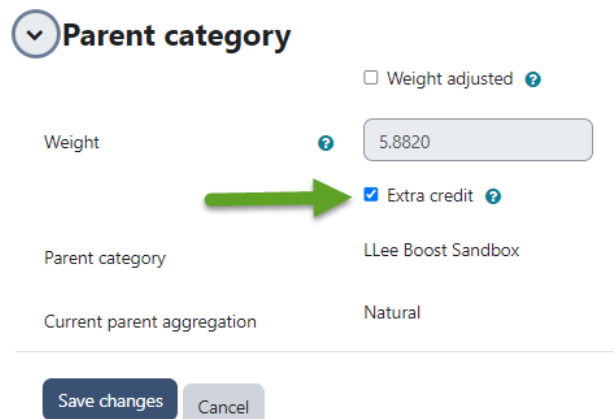 Parent category
Weight adjusted
Weight 5.8820
Extra credit
Parent category LLee Boost Sandbox
Current parent aggregation Natural
Save changes Cancel